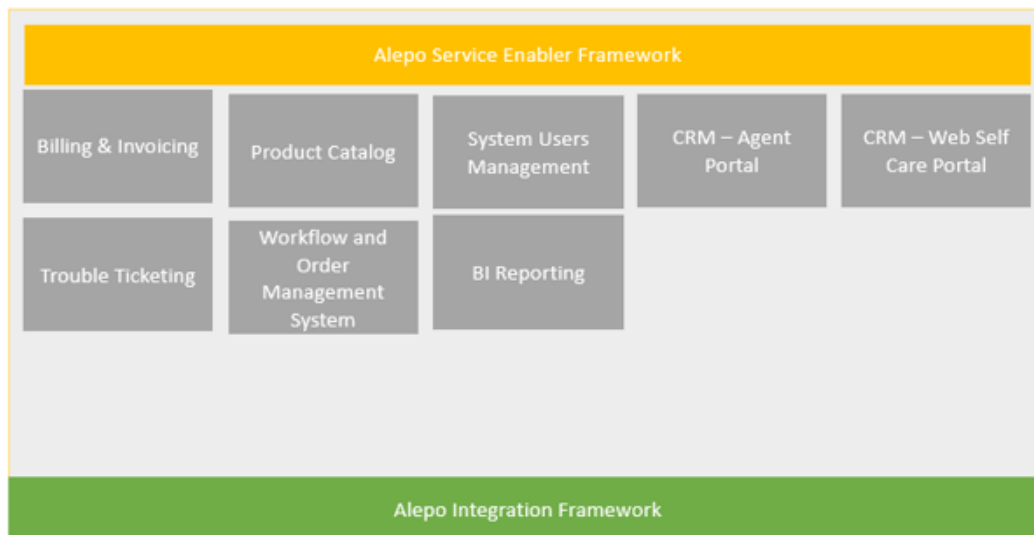 Alepo Service Enabler Framework
Billing & Invoicing
Product Catalog
System Users
Management
CRM – Agent
Portal
CRM – Web Self
Care Portal
Trouble Ticketing
Workflow and
Order
Management
System
BI Reporting
Alepo Integration Framework